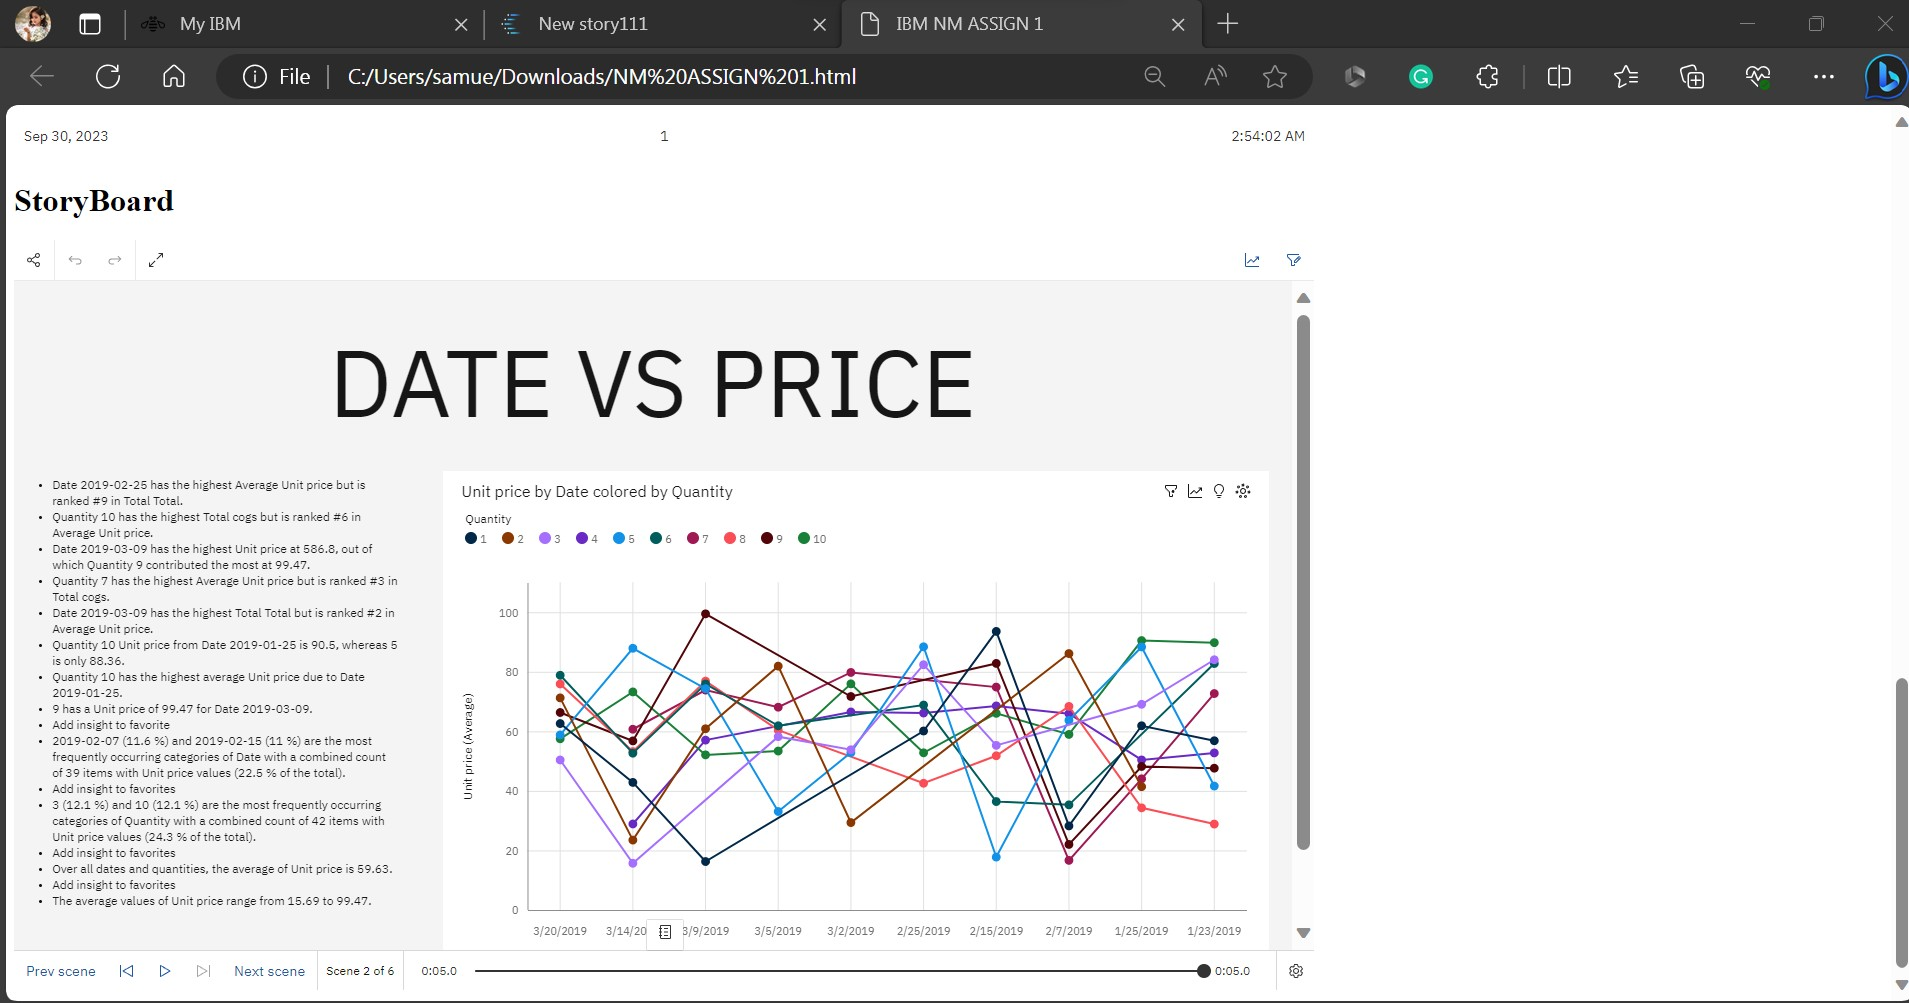 My IBM
New story111
IBM NM ASSIGN 1
File
C:/Users/samue/Downloads/NM%20ASSIGN%201.html
Sep 30, 2023
1
2:54:02 AM
StoryBoard
DATE VS PRICE
• Date 2019-02-25 has the highest Average Unit price but is
ranked #9 in Total Total.
• Quantity 10 has the highest Total cogs but is ranked #6 in
Average Unit price.
• Date 2019-03-09 has the highest Unit price at 586.8, out of
which Quantity 9 contributed the most at 99.47.
• Quantity 7 has the highest Average Unit price but is ranked #3 in
Total cogs.
• Date 2019-03-09 has the highest Total Total but is ranked #2 in
Average Unit price.
• Quantity 10 Unit price from Date 2019-01-25 is 90.5, whereas 5
is only 88.36.
• Quantity 10 has the highest average Unit price due to Date
2019-01-25.
• 9 has a Unit price of 99.47 for Date 2019-03-09.
• Add insight to favorite
• 2019-02-07 (11.6 %) and 2019-02-15 (11 %) are the most
frequently occurring categories of Date with a combined count
of 39 items with Unit price values (22.5 % of the total).
• Add insight to favorites
• 3 (12.1 %) and 10 (12.1 %) are the most frequently occurring
categories of Quantity with a combined count of 42 items with
Unit price values (24.3 % of the total).
• Add insight to favorites
• Over all dates and quantities, the average of Unit price is 59.63.
• Add insight to favorites
• The average values of Unit price range from 15.69 to 99.47.
Unit price by Date colored by Quantity
Quantity
1 2 3 4 5 6 7 8 9 10
Unit price (Average)
100
80
60
40
20
0
3/20/2019 3/14/20 3/9/2019 3/5/2019 3/2/2019 2/25/2019 2/15/2019 2/7/2019 1/25/2019 1/23/2019
Prev scene
Next scene
Scene 2 of 6
0:05.0
0:05.0